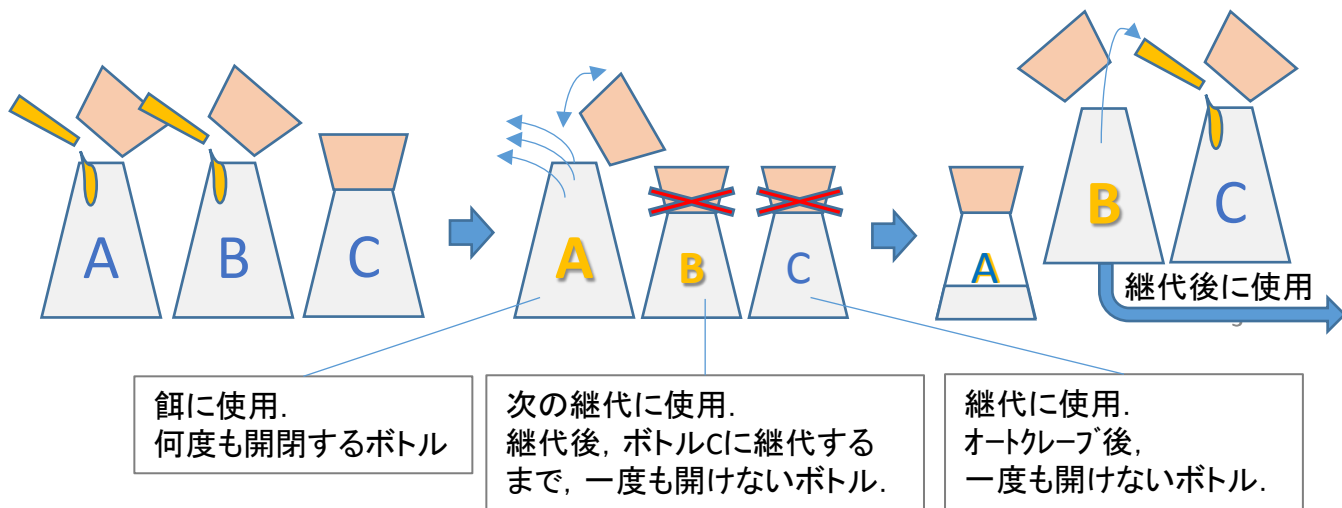 A
B
C
A
B
C
A
B
C
継代後に使用
餌に使用.
何度も開閉するボトル
次の継代に使用.
継代後, ボトルCに継代する
まで, 一度も開けないボトル.
継代に使用.
オートクレーブ後,
一度も開けないボトル.